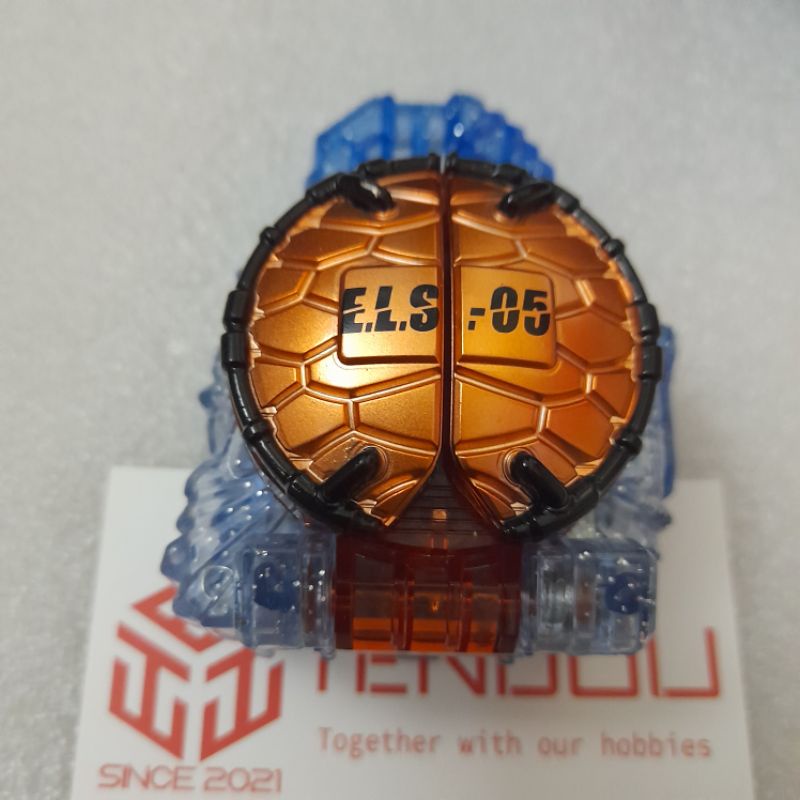 E.L.S.-05
TENDOU
Together with our hobbies
SINCE 2021